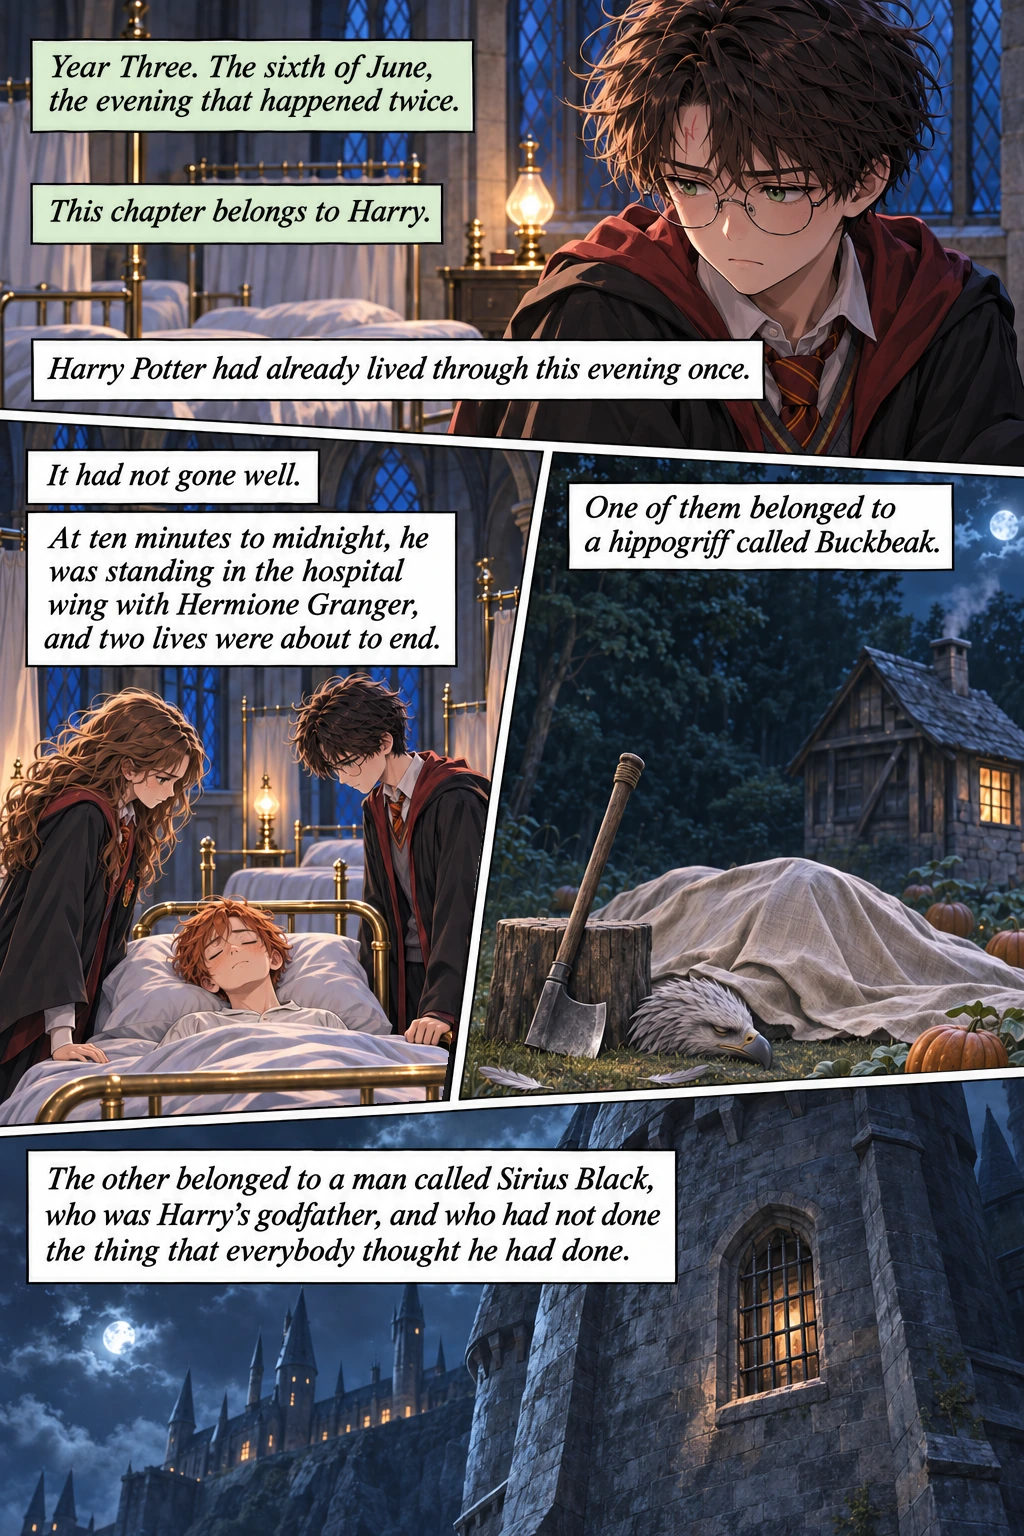 Year Three. The sixth of June,
the evening that happened twice.
This chapter belongs to Harry.
Harry Potter had already lived through this evening once.
It had not gone well.
At ten minutes to midnight, he
was standing in the hospital
wing with Hermione Granger,
and two lives were about to end.
One of them belonged to
a hippogriff called Buckbeak.
The other belonged to a man called Sirius Black,
who was Harry’s godfather, and who had not done
the thing that everybody thought he had done.